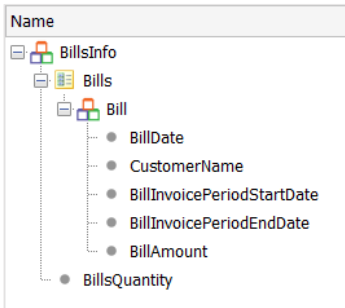 Name
BillsInfo
Bills
Bill
BillDate
CustomerName
BillInvoicePeriodStartDate
BillInvoicePeriodEndDate
BillAmount
BillsQuantity